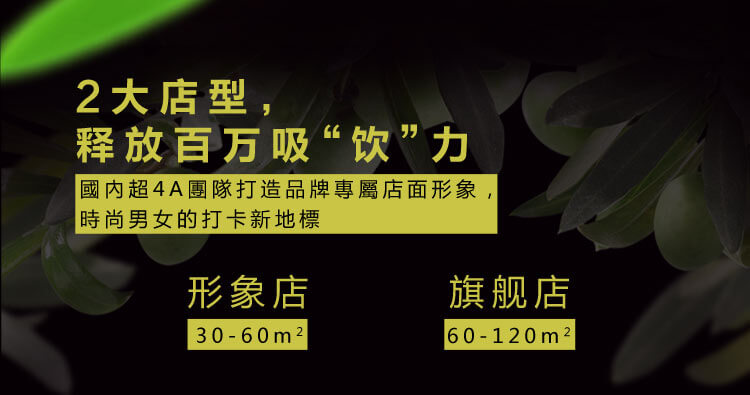 2大店型，
释放百万吸“饮”力
國內超4A團隊打造品牌專屬店面形象，
時尚男女的打卡新地標
形象店
旗舰店
30-60m²
60-120m²